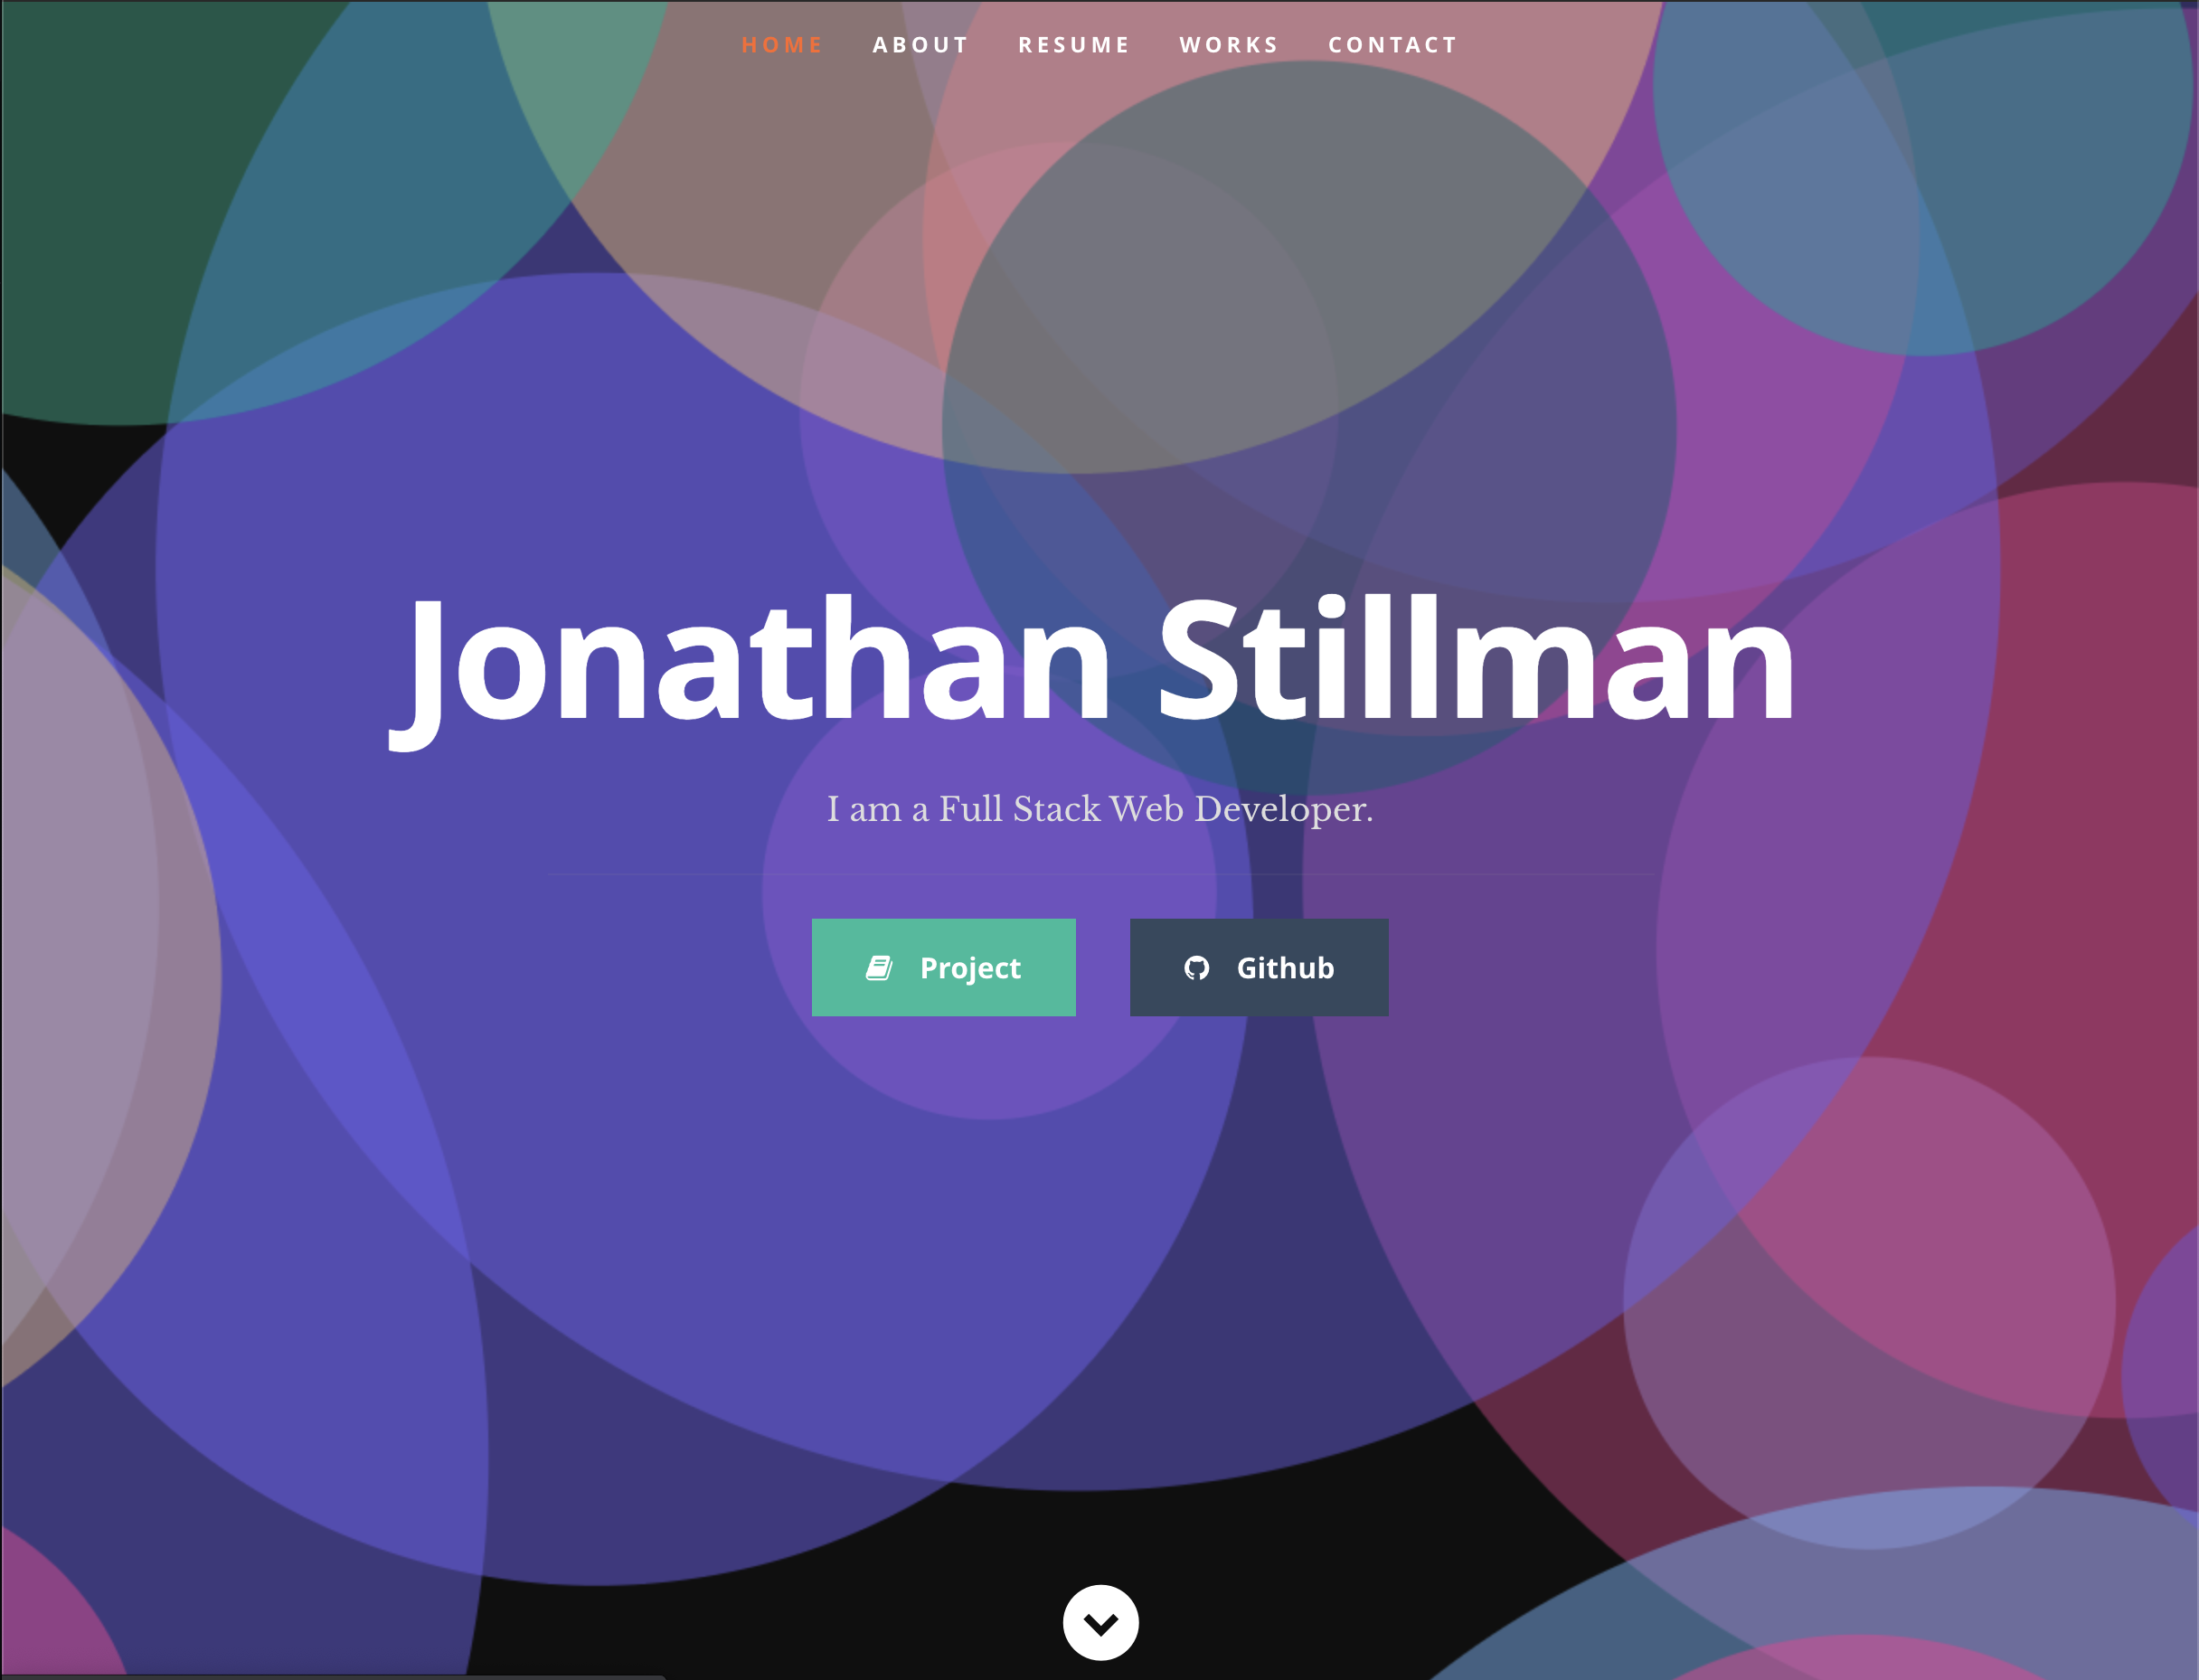 HOME ABOUT RESUME WORKS CONTACT
Jonathan Stillman
I am a Full Stack Web Developer.
Project Github